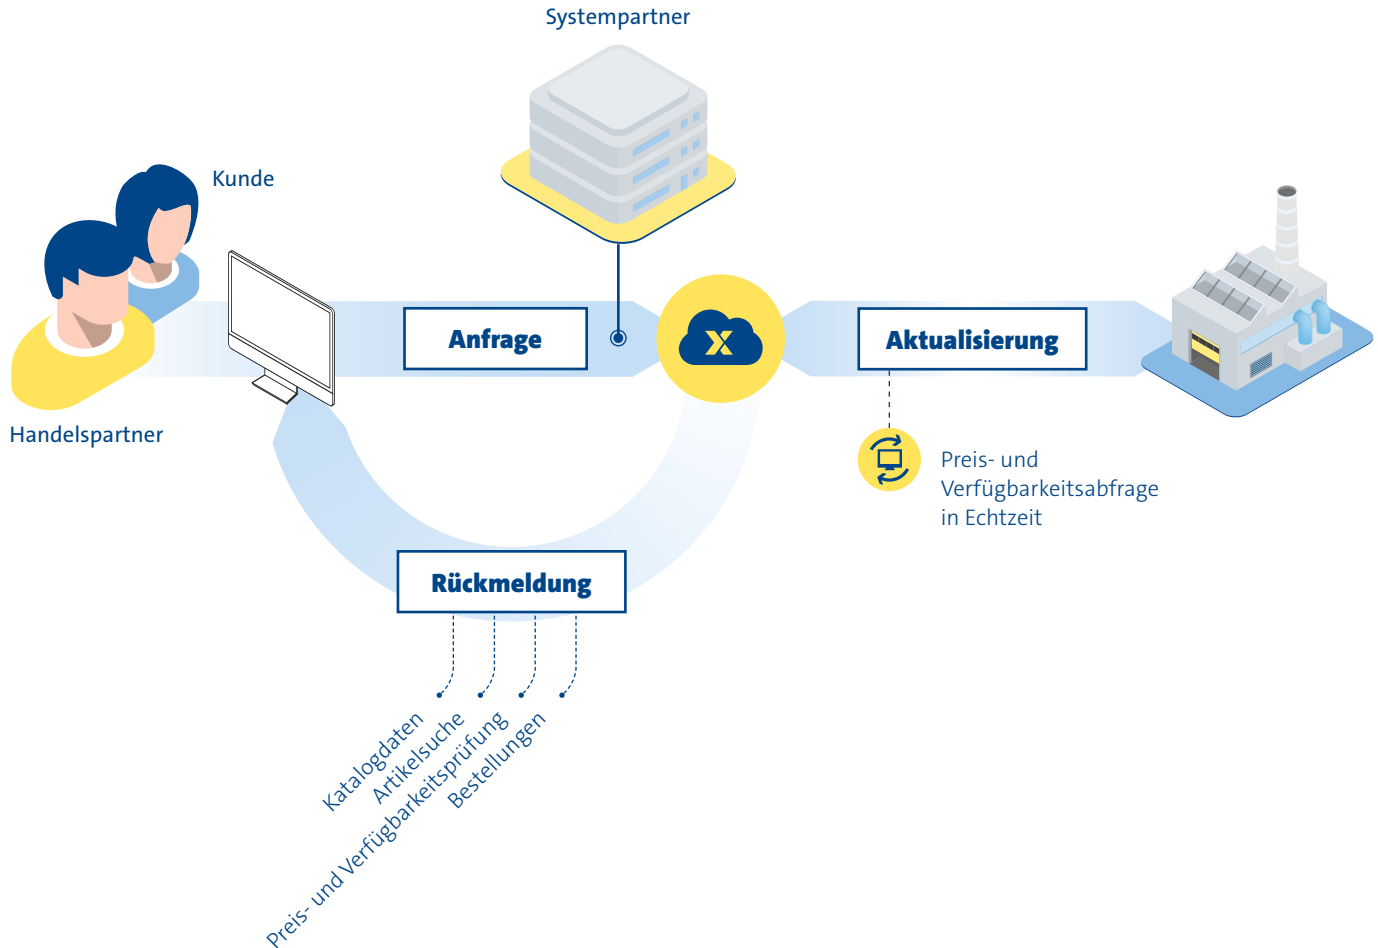 Systempartner
Kunde
Handelspartner
Anfrage
X
Aktualisierung
Preis- und
Verfügbarkeitsabfrage
in Echtzeit
Rückmeldung
Katalogdaten
Artikelsuche
Preis- und Verfügbarkeitsprüfung
Bestellungen